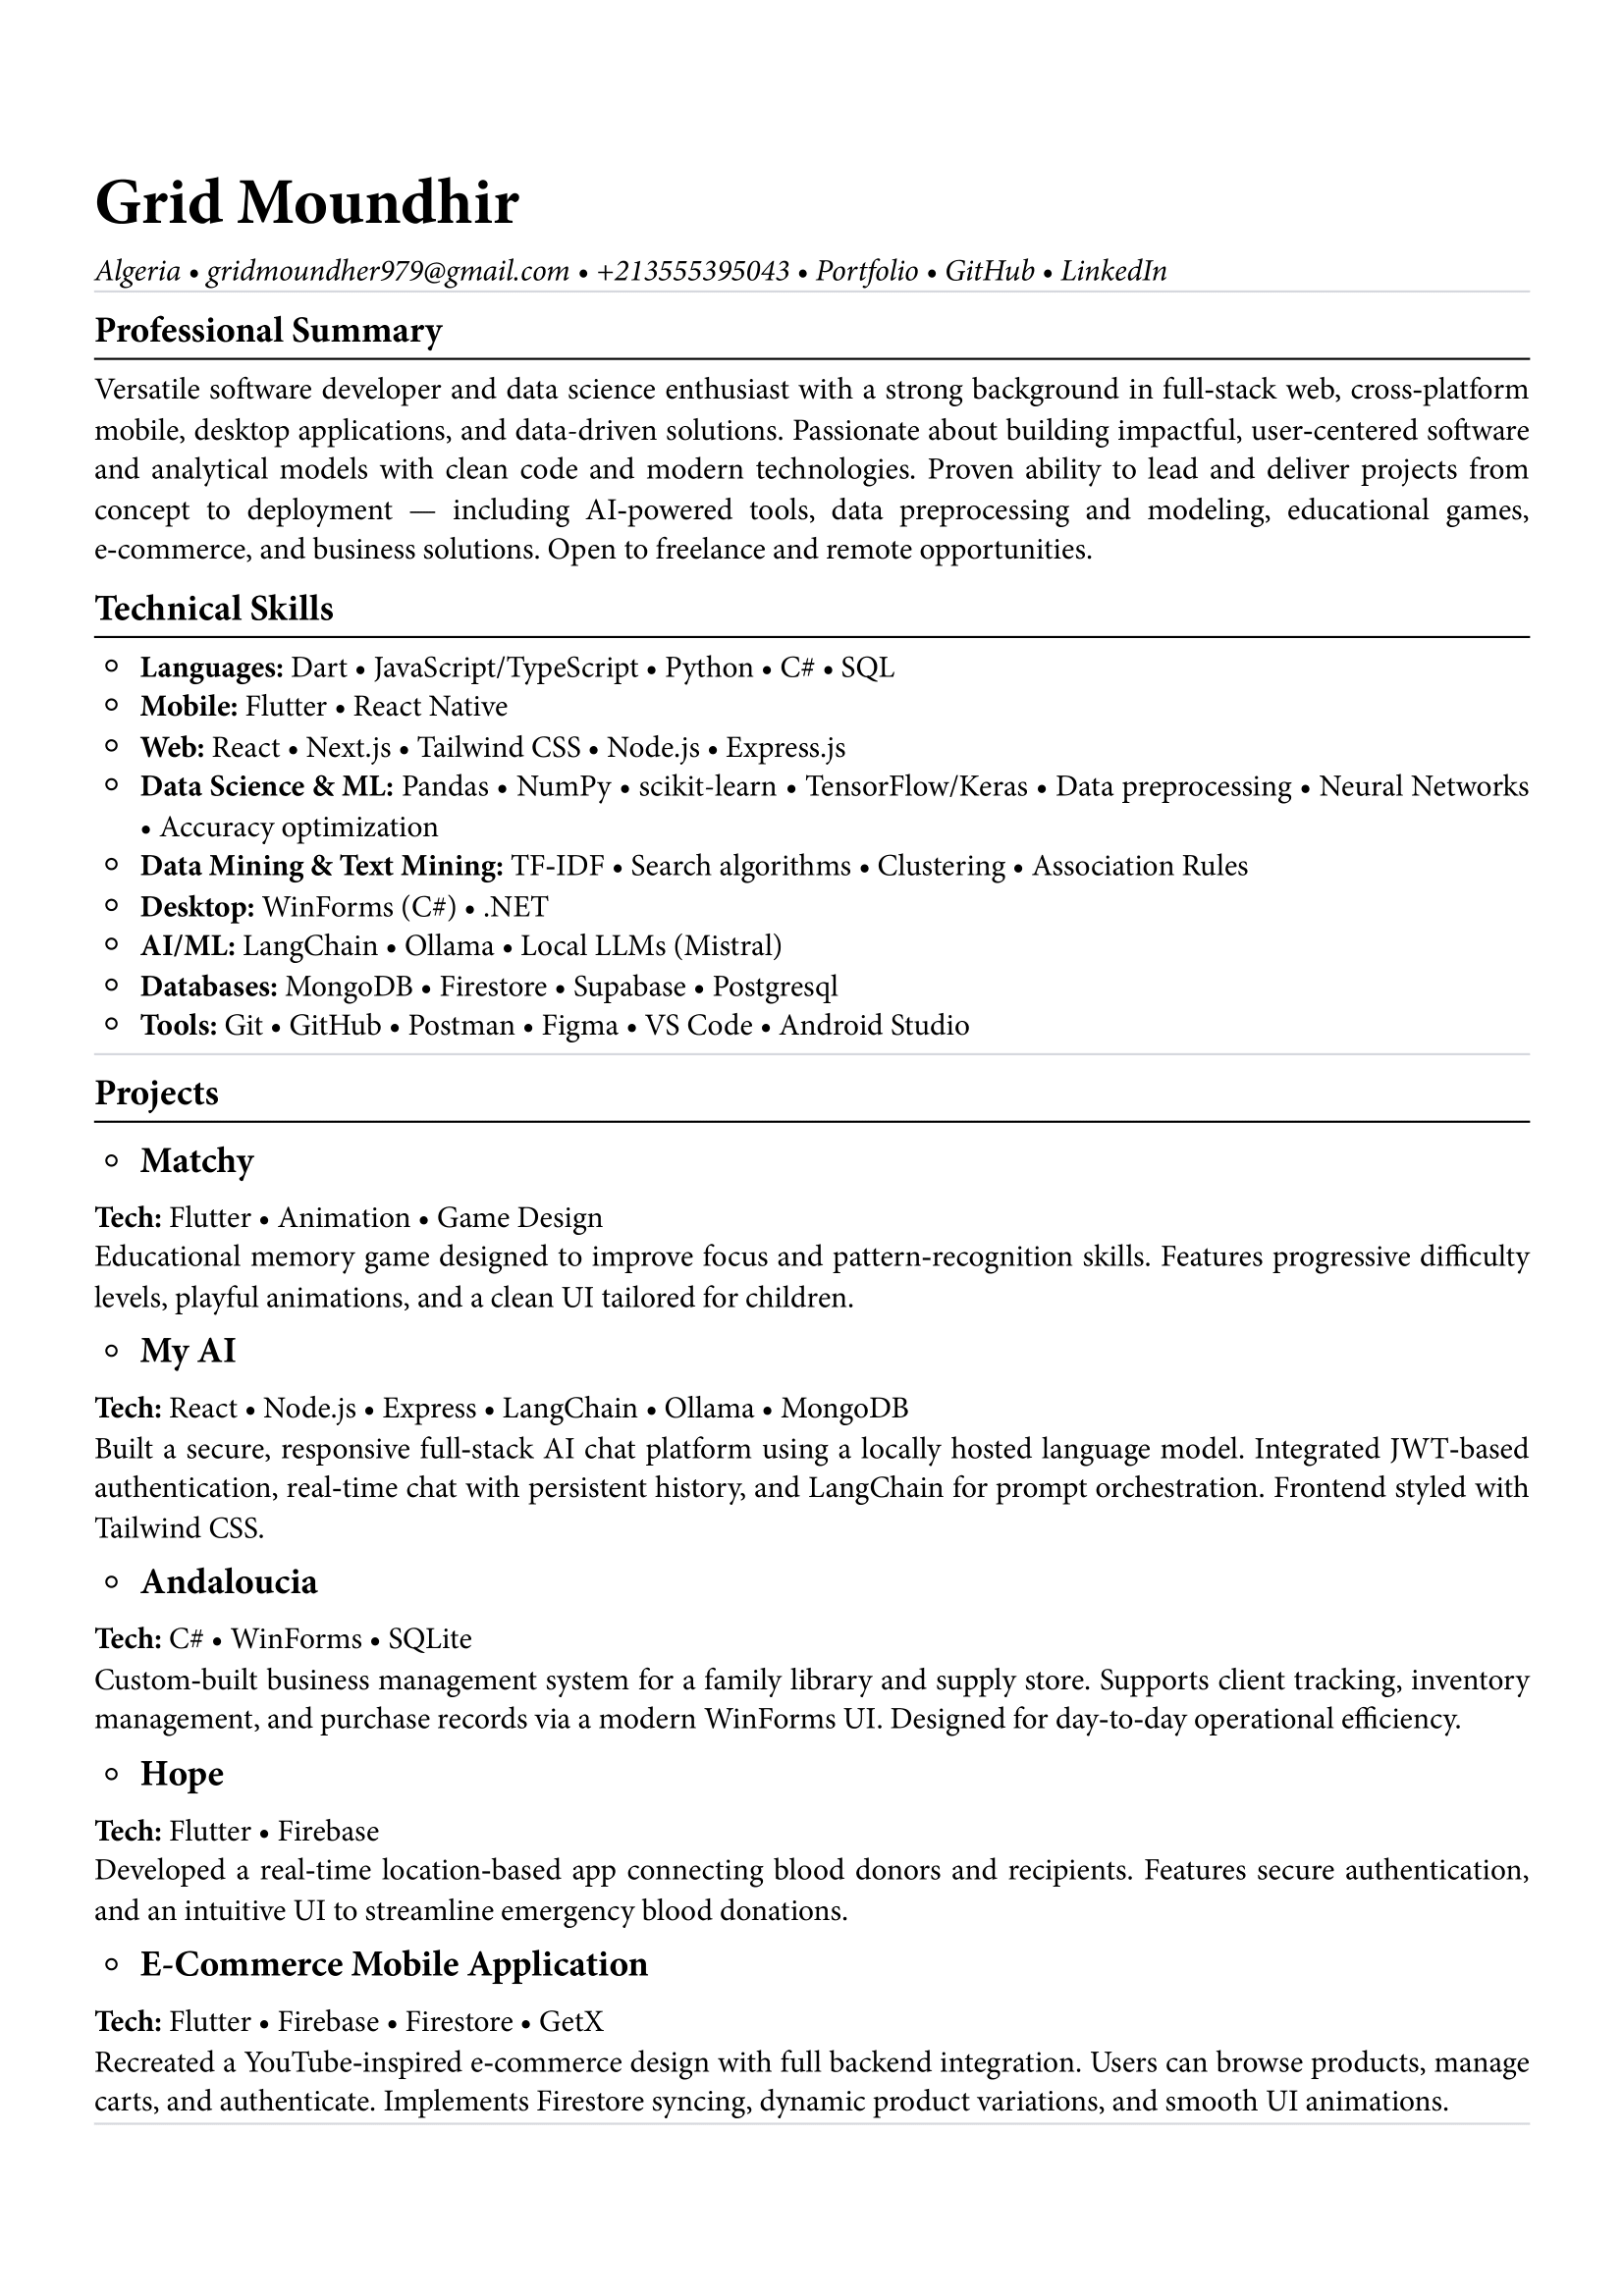 Grid Moundhir
Algeria • gridmoundher979@gmail.com • +213555395043 • Portfolio • GitHub • LinkedIn
Professional Summary
Versatile software developer and data science enthusiast with a strong background in full-stack web, cross-platform
mobile, desktop applications, and data-driven solutions. Passionate about building impactful, user-centered software
and analytical models with clean code and modern technologies. Proven ability to lead and deliver projects from
concept to deployment — including AI-powered tools, data preprocessing and modeling, educational games,
e-commerce, and business solutions. Open to freelance and remote opportunities.
Technical Skills
Languages: Dart • JavaScript/TypeScript • Python • C# • SQL
Mobile: Flutter • React Native
Web: React • Next.js • Tailwind CSS • Node.js • Express.js
Data Science & ML: Pandas • NumPy • scikit-learn • TensorFlow/Keras • Data preprocessing • Neural Networks
• Accuracy optimization
Data Mining & Text Mining: TF-IDF • Search algorithms • Clustering • Association Rules
Desktop: WinForms (C#) • .NET
AI/ML: LangChain • Ollama • Local LLMs (Mistral)
Databases: MongoDB • Firestore • Supabase • Postgresql
Tools: Git • GitHub • Postman • Figma • VS Code • Android Studio
Projects
Matchy
Tech: Flutter • Animation • Game Design
Educational memory game designed to improve focus and pattern-recognition skills. Features progressive difficulty
levels, playful animations, and a clean UI tailored for children.
My AI
Tech: React • Node.js • Express • LangChain • Ollama • MongoDB
Built a secure, responsive full-stack AI chat platform using a locally hosted language model. Integrated JWT-based
authentication, real-time chat with persistent history, and LangChain for prompt orchestration. Frontend styled with
Tailwind CSS.
Andaloucia
Tech: C# • WinForms • SQLite
Custom-built business management system for a family library and supply store. Supports client tracking, inventory
management, and purchase records via a modern WinForms UI. Designed for day-to-day operational efficiency.
Hope
Tech: Flutter • Firebase
Developed a real-time location-based app connecting blood donors and recipients. Features secure authentication,
and an intuitive UI to streamline emergency blood donations.
E-Commerce Mobile Application
Tech: Flutter • Firebase • Firestore • GetX
Recreated a YouTube-inspired e-commerce design with full backend integration. Users can browse products, manage
carts, and authenticate. Implements Firestore syncing, dynamic product variations, and smooth UI animations.